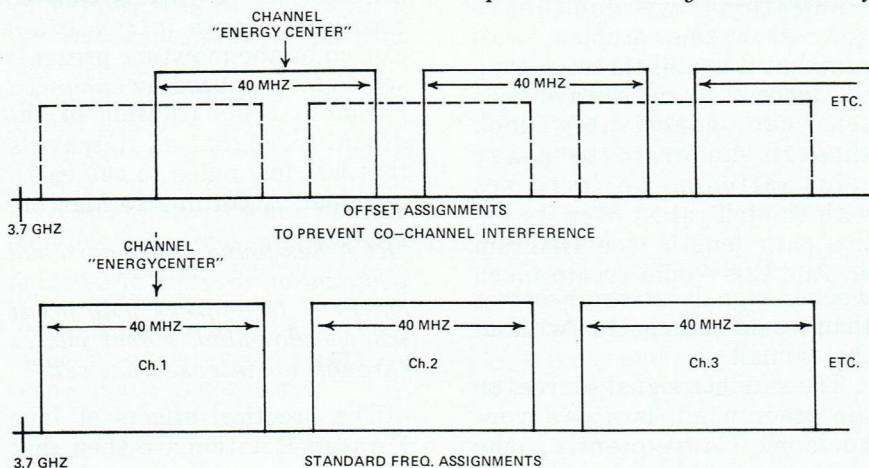 CHANNEL
"ENERGY CENTER"
40 MHZ
40 MHZ
40 MHZ
ETC.
3.7 GHZ
OFFSET ASSIGNMENTS
TO PREVENT CO-CHANNEL INTERFERENCE
CHANNEL
"ENERGYCENTER"
40 MHZ
40 MHZ
40 MHZ
Ch.1
Ch.2
Ch.3
ETC.
3.7 GHZ
STANDARD FREQ. ASSIGNMENTS